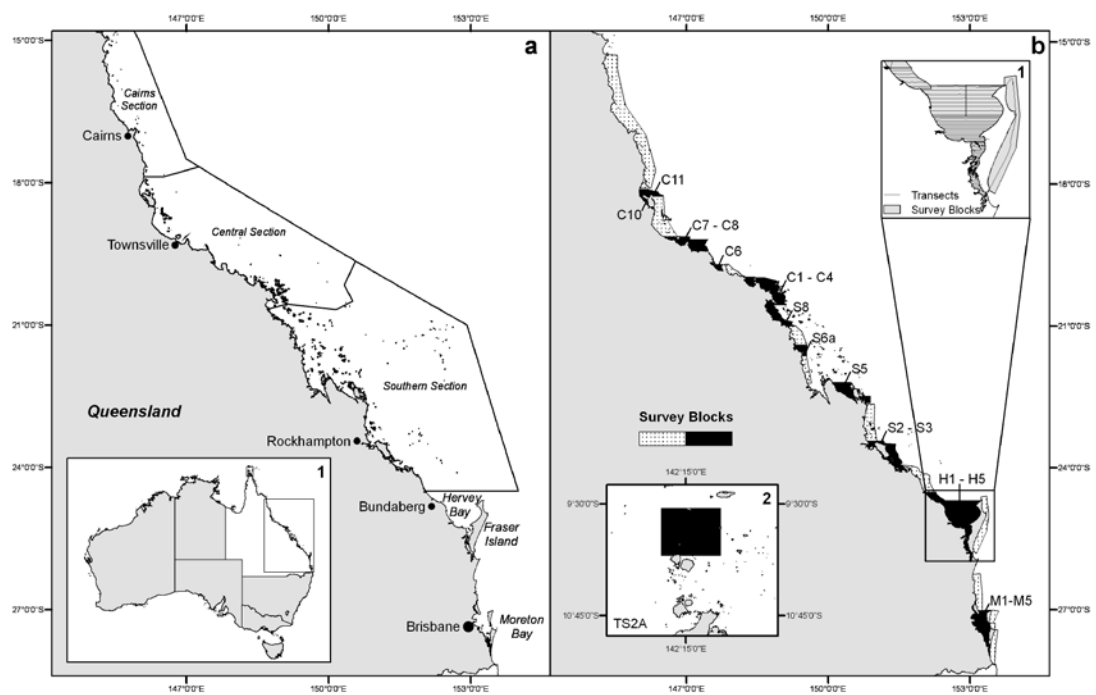 147°0'0"E
150°0'0"E
153°0'0"E
147°0'0"E
150°0'0"E
153°0'0"E
15°0'0"S
18°0'0"S
21°0'0"S
24°0'0"S
27°0'0"S
a
Cairns
Section
Cairns
Central Section
Townsville
Southern Section
Queensland
Rockhampton
Bundaberg
Hervey
Bay
Fraser
Island
Moreton
Bay
Brisbane
1
147°0'0"E
150°0'0"E
153°0'0"E
b
1
Transects
Survey Blocks
C11
C10
C7 - C8
C6
C1 - C4
S8
S6a
S5
S2 - S3
H1 - H5
M1-M5
Survey Blocks
142°15'0"E
9°30'0"S
9°30'0"S
2
10°45'0"S
10°45'0"S
TS2A
142°15'0"E
15°0'0"S
18°0'0"S
21°0'0"S
24°0'0"S
27°0'0"S
147°0'0"E
150°0'0"E
153°0'0"E